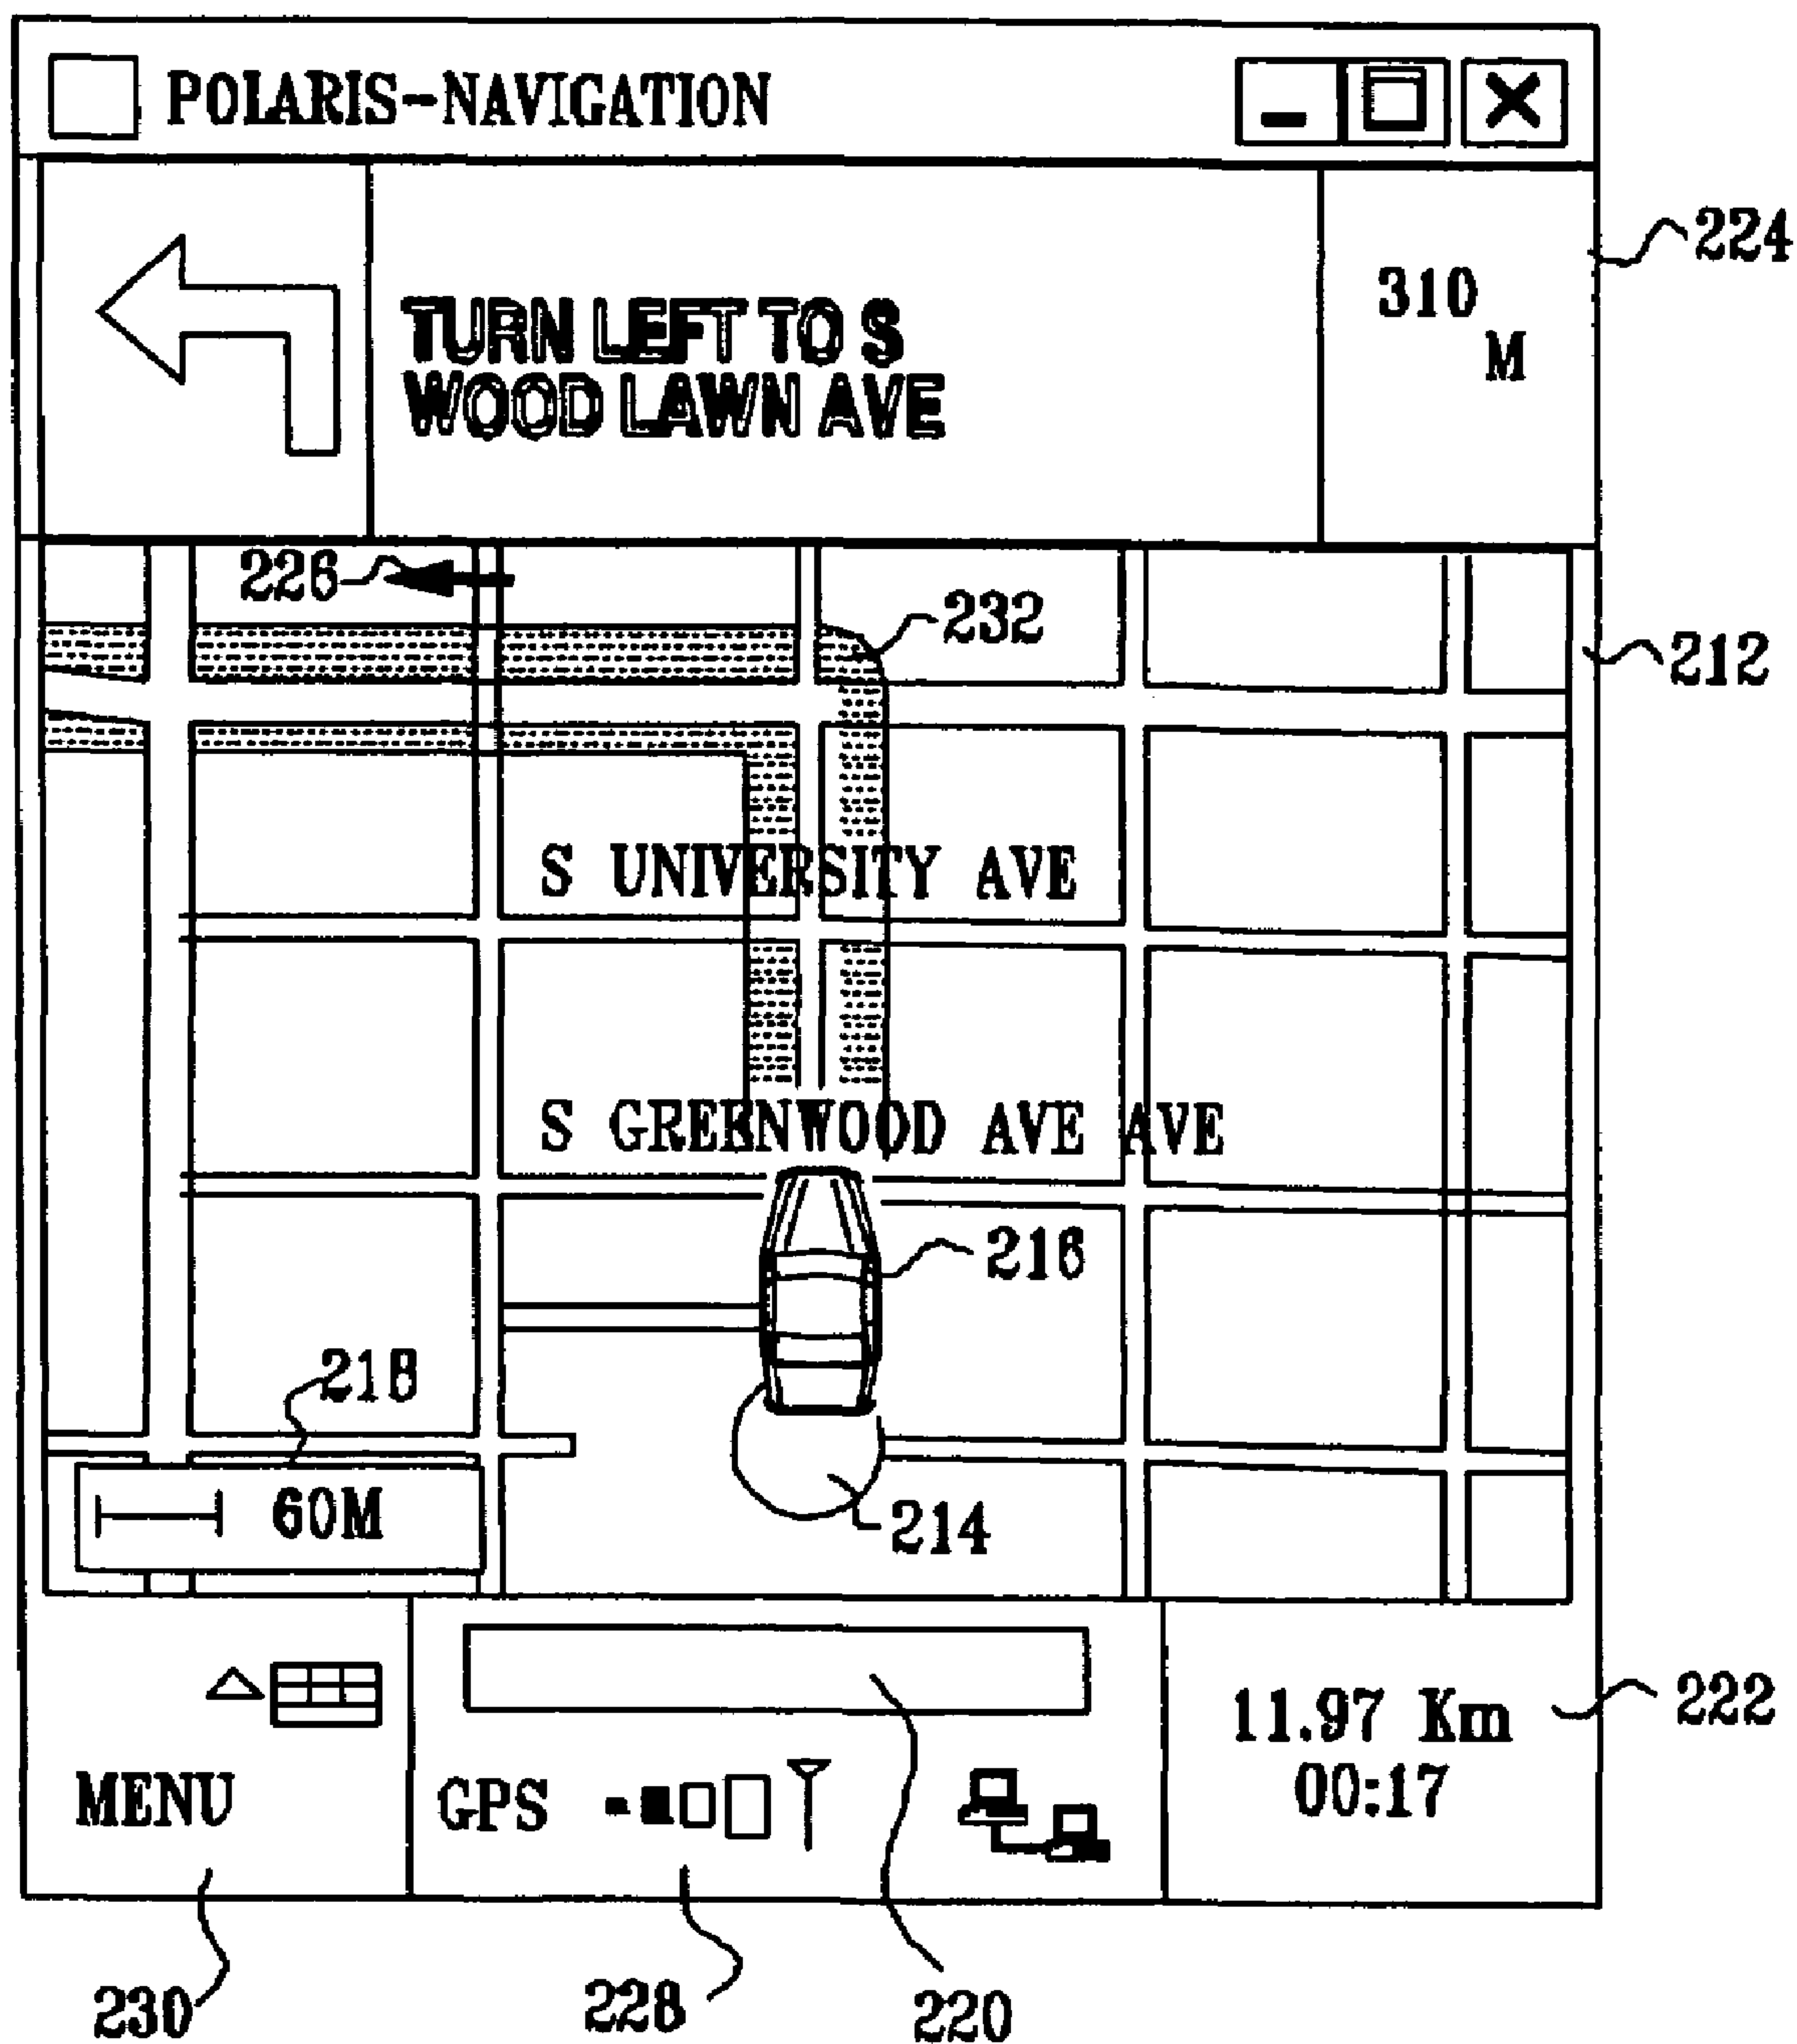 POLARIS-NAVIGATION
224
310
M
TURN LEFT TO S
WOOD LAWN AVE
226
232
212
S UNIVERSITY AVE
S GREENWOOD AVE AVE
216
218
60M
214
11.97 Km
00:17
222
MENU
GPS
230
228
220